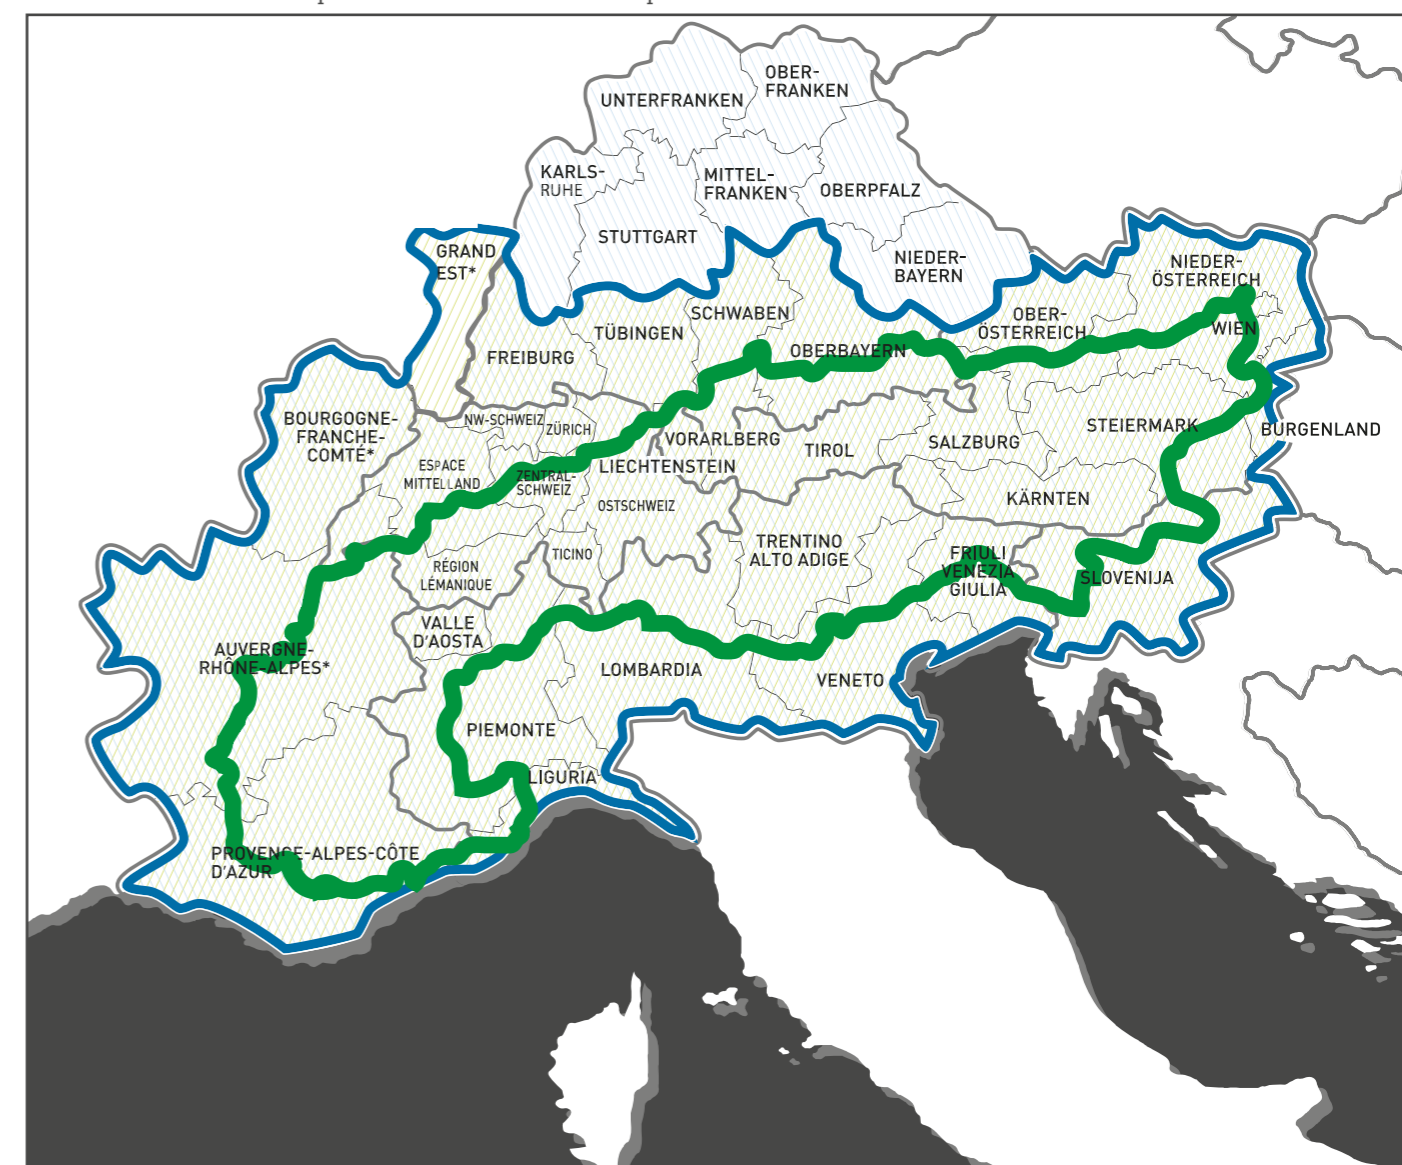 OBER-
FRANKEN
UNTERFRANKEN
KARLS-
RUHE
MITTEL-
FRANKEN
OBERPFALZ
STUTTGART
GRAND
EST*
NIEDER-
BAYERN
NIEDER-
ÖSTERREICH
SCHWABEN
OBER-
ÖSTERREICH
TÜBINGEN
WIEN
FREIBURG
OBERBAYERN
BOURGOGNE-
FRANCHE-
COMTÉ*
NW-SCHWEIZ
ZÜRICH
VORARLBERG
TIROL
SALZBURG
STEIERMARK
BURGENLAND
ESPACE
MITTELLAND
ZENTRAL-
SCHWEIZ
LIECHTENSTEIN
OSTSCHWEIZ
KÄRNTEN
TICINO
TRENTINO
ALTO ADIGE
FRIULI
VENEZIA
GIULIA
SLOVENIJA
RÉGION
LÉMANIQUE
VALLE
D'AOSTA
AUVERGNE-
RHÔNE-ALPES*
LOMBARDIA
VENETO
PIEMONTE
LIGURIA
PROVENCE-ALPES-CÔTE
D'AZUR